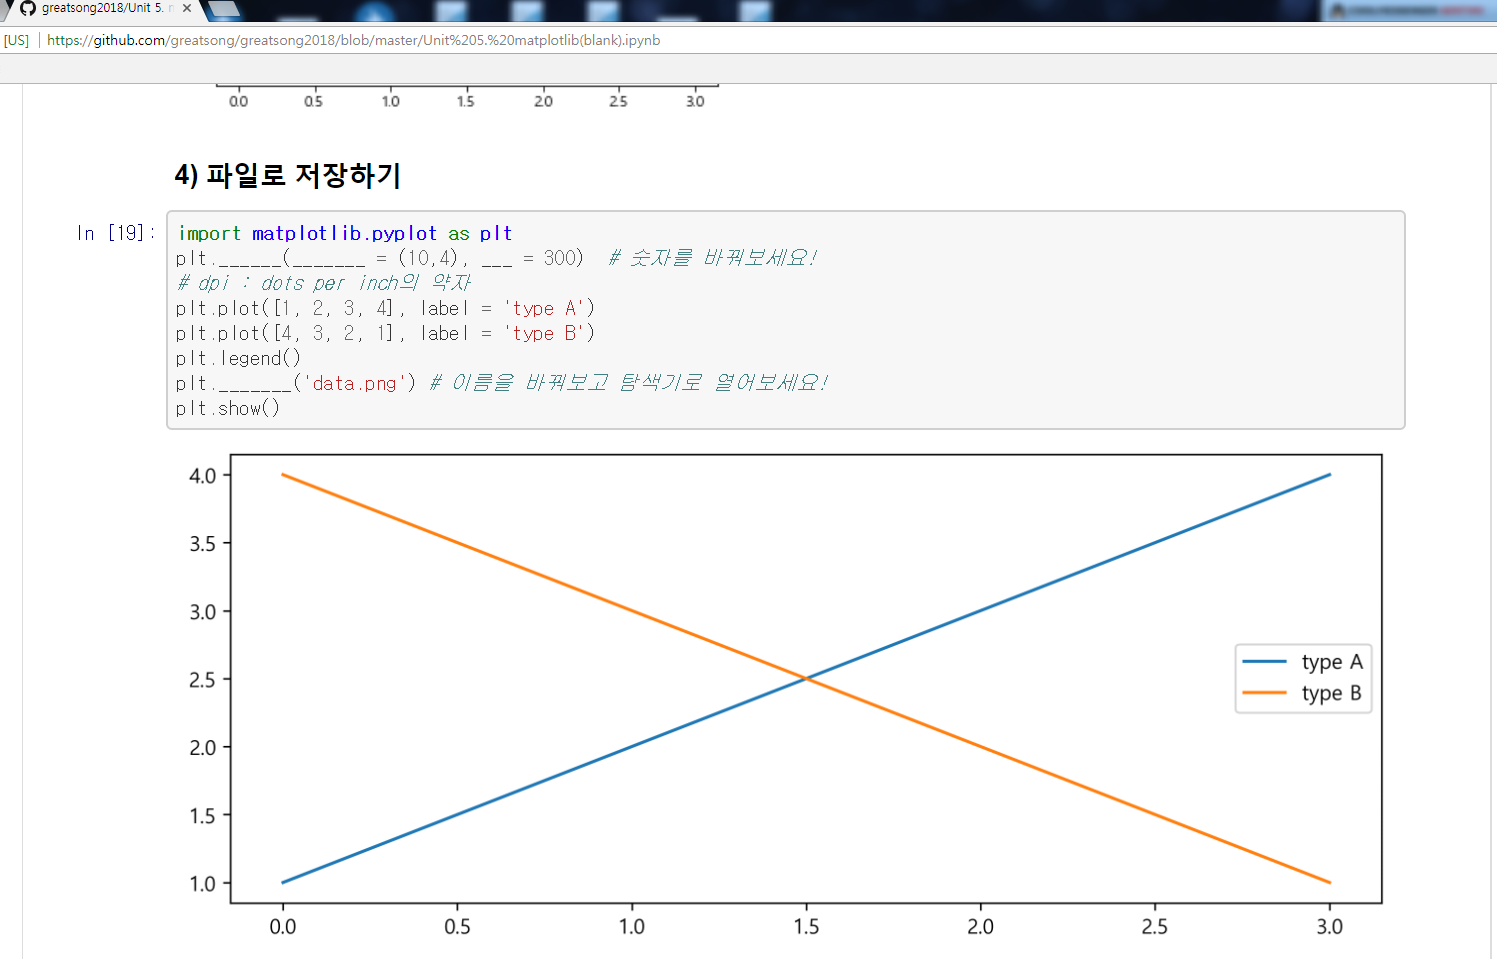 greatsong2018/Unit 5.
[US] https://github.com/greatsong/greatsong2018/blob/master/Unit%205.%20matplotlib(blank).ipynb
0.0 0.5 1.0 1.5 2.0 2.5 3.0
4) 파일로 저장하기
In [19]:
import matplotlib.pyplot as plt
plt.______(_______ = (10,4), ___ = 300)  # 숫자를 바꿔보세요!
# dpi : dots per inch의 약자
plt.plot([1, 2, 3, 4], label = 'type A')
plt.plot([4, 3, 2, 1], label = 'type B')
plt.legend()
plt._______('data.png') # 이름을 바꿔보고 탐색기로 열어보세요!
plt.show()
4.0
3.5
3.0
2.5
2.0
1.5
1.0
type A
type B
0.0 0.5 1.0 1.5 2.0 2.5 3.0